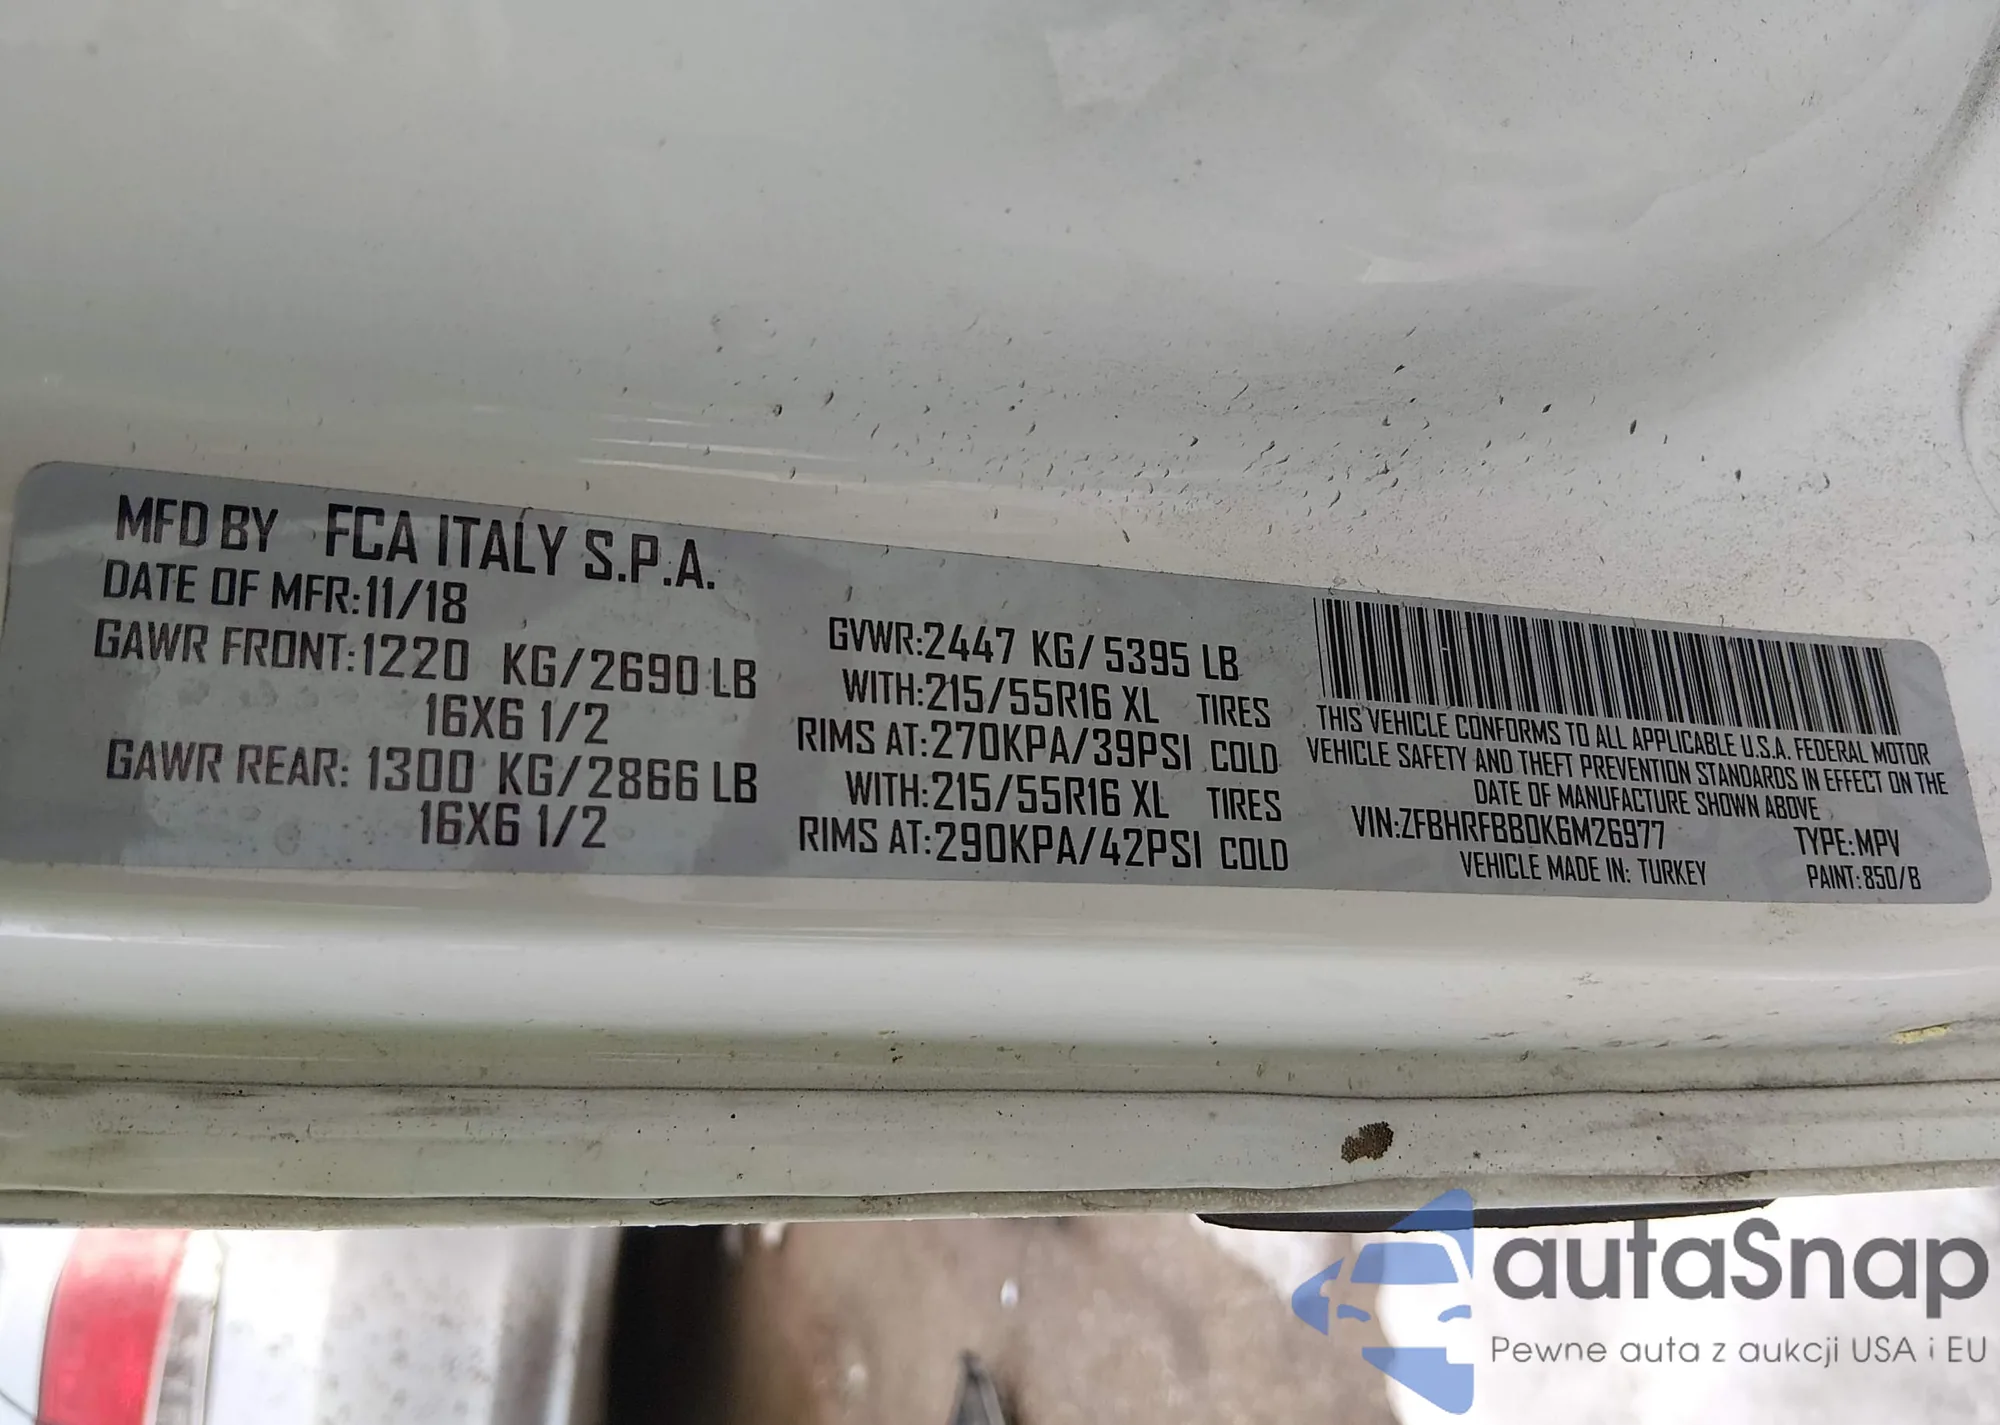 MFD BY FCA ITALY S.P.A.
DATE OF MFR:11/18
GAWR FRONT:1220 KG/2690 LB
16X6 1/2
GAWR REAR: 1300 KG/2866 LB
16X6 1/2
GVWR:2447 KG/ 5395 LB
WITH:215/55R16 XL TIRES
RIMS AT:270KPA/39PSI COLD
WITH:215/55R16 XL TIRES
RIMS AT:290KPA/42PSI COLD
THIS VEHICLE CONFORMS TO ALL APPLICABLE U.S.A. FEDERAL MOTOR
VEHICLE SAFETY AND THEFT PREVENTION STANDARDS IN EFFECT ON THE
DATE OF MANUFACTURE SHOWN ABOVE
VIN:ZFBHRFBB0K6M26977 TYPE:MPV
VEHICLE MADE IN: TURKEY PAINT:850/B
autaSnap
Pewne auta z aukcji USA i EU